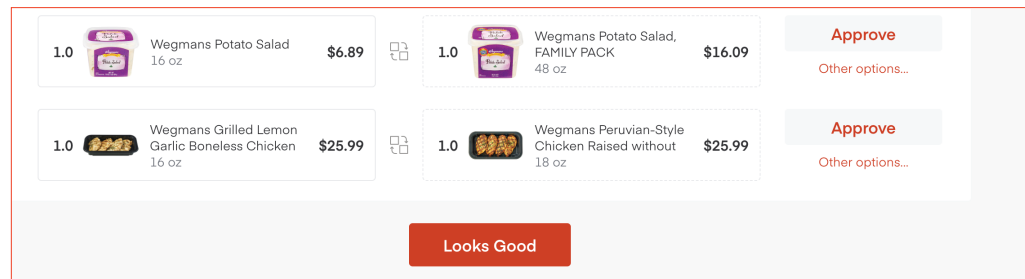 Approve
1.0 Wegmans Potato Salad $6.89
16 oz
1.0 Wegmans Potato Salad,
FAMILY PACK $16.09
48 oz
Other options...
1.0 Wegmans Grilled Lemon
Garlic Boneless Chicken $25.99
16 oz
1.0 Wegmans Peruvian-Style
Chicken Raised without $25.99
18 oz
Approve
Other options...
Looks Good